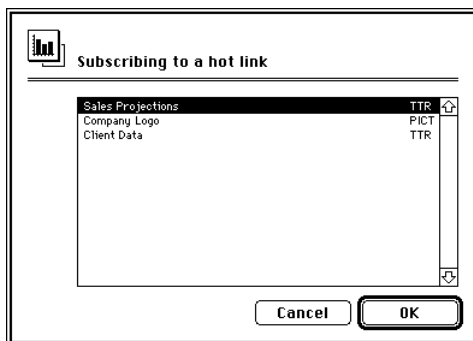 Subscribing to a hot link
Sales Projections TTR
Company Logo PICT
Client Data TTR
Cancel OK